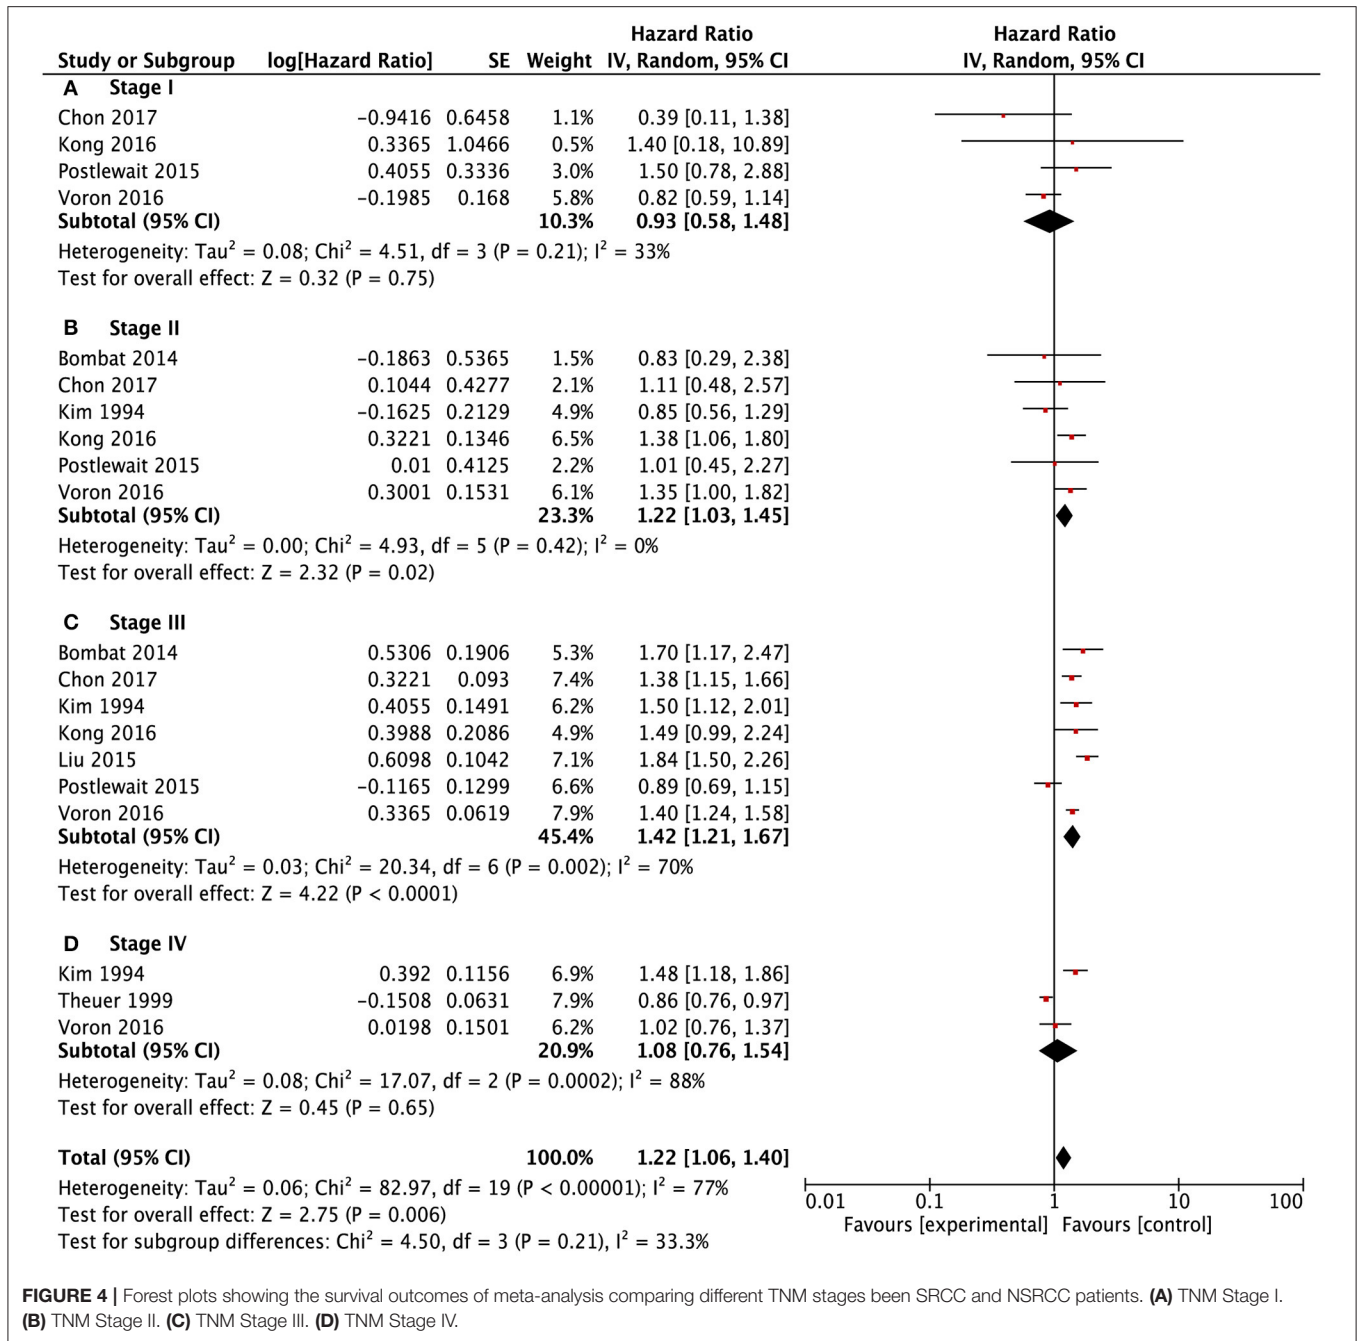 Hazard Ratio Hazard Ratio
Study or Subgroup log[Hazard Ratio] SE Weight IV, Random, 95% CI IV, Random, 95% CI
A Stage I
Chon 2017 −0.9416 0.6458 1.1% 0.39 [0.11, 1.38]
Kong 2016 0.3365 1.0466 0.5% 1.40 [0.18, 10.89]
Postlewait 2015 0.4055 0.3336 3.0% 1.50 [0.78, 2.88]
Voron 2016 −0.1985 0.168 5.8% 0.82 [0.59, 1.14]
Subtotal (95% CI) 10.3% 0.93 [0.58, 1.48]
Heterogeneity: Tau² = 0.08; Chi² = 4.51, df = 3 (P = 0.21); I² = 33%
Test for overall effect: Z = 0.32 (P = 0.75)
B Stage II
Bombat 2014 −0.1863 0.5365 1.5% 0.83 [0.29, 2.38]
Chon 2017 0.1044 0.4277 2.1% 1.11 [0.48, 2.57]
Kim 1994 −0.1625 0.2129 4.9% 0.85 [0.56, 1.29]
Kong 2016 0.3221 0.1346 6.5% 1.38 [1.06, 1.80]
Postlewait 2015 0.01 0.4125 2.2% 1.01 [0.45, 2.27]
Voron 2016 0.3001 0.1531 6.1% 1.35 [1.00, 1.82]
Subtotal (95% CI) 23.3% 1.22 [1.03, 1.45]
Heterogeneity: Tau² = 0.00; Chi² = 4.93, df = 5 (P = 0.42); I² = 0%
Test for overall effect: Z = 2.32 (P = 0.02)
C Stage III
Bombat 2014 0.5306 0.1906 5.3% 1.70 [1.17, 2.47]
Chon 2017 0.3221 0.093 7.4% 1.38 [1.15, 1.66]
Kim 1994 0.4055 0.1491 6.2% 1.50 [1.12, 2.01]
Kong 2016 0.3988 0.2086 4.9% 1.49 [0.99, 2.24]
Liu 2015 0.6098 0.1042 7.1% 1.84 [1.50, 2.26]
Postlewait 2015 −0.1165 0.1299 6.6% 0.89 [0.69, 1.15]
Voron 2016 0.3365 0.0619 7.9% 1.40 [1.24, 1.58]
Subtotal (95% CI) 45.4% 1.42 [1.21, 1.67]
Heterogeneity: Tau² = 0.03; Chi² = 20.34, df = 6 (P = 0.002); I² = 70%
Test for overall effect: Z = 4.22 (P < 0.0001)
D Stage IV
Kim 1994 0.392 0.1156 6.9% 1.48 [1.18, 1.86]
Theuer 1999 −0.1508 0.0631 7.9% 0.86 [0.76, 0.97]
Voron 2016 0.0198 0.1501 6.2% 1.02 [0.76, 1.37]
Subtotal (95% CI) 20.9% 1.08 [0.76, 1.54]
Heterogeneity: Tau² = 0.08; Chi² = 17.07, df = 2 (P = 0.0002); I² = 88%
Test for overall effect: Z = 0.45 (P = 0.65)
Total (95% CI) 100.0% 1.22 [1.06, 1.40]
Heterogeneity: Tau² = 0.06; Chi² = 82.97, df = 19 (P < 0.00001); I² = 77%
Test for overall effect: Z = 2.75 (P = 0.006)
Test for subgroup differences: Chi² = 4.50, df = 3 (P = 0.21), I² = 33.3%
0.01 0.1 1 10 100
Favours [experimental] Favours [control]
FIGURE 4 | Forest plots showing the survival outcomes of meta-analysis comparing different TNM stages been SRCC and NSRCC patients. (A) TNM Stage I.
(B) TNM Stage II. (C) TNM Stage III. (D) TNM Stage IV.